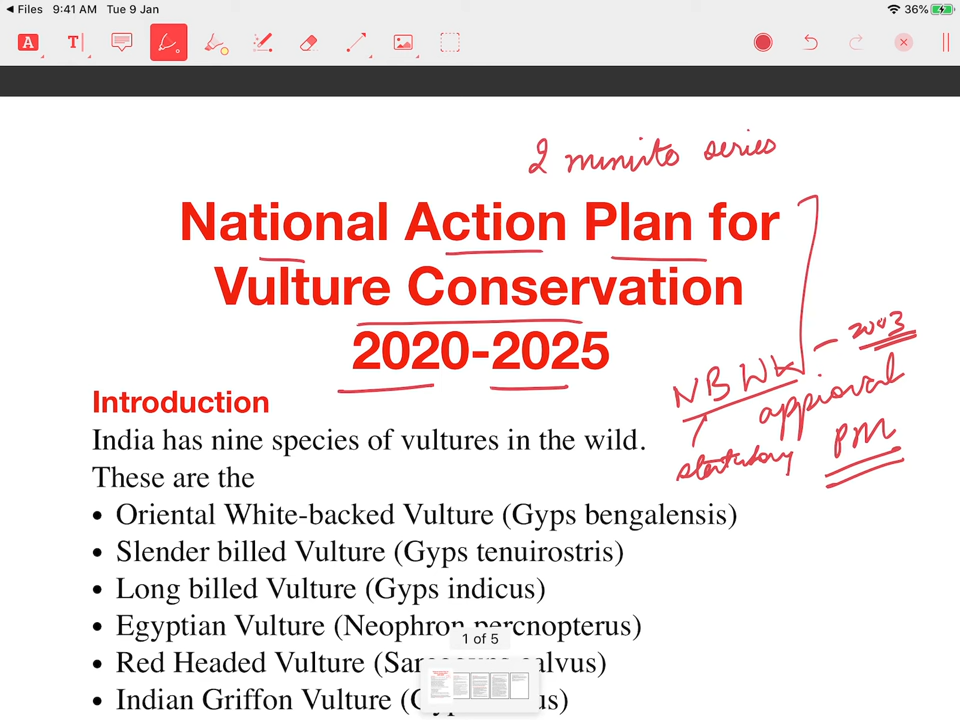 Files 9:41 AM Tue 9 Jan 36%
A T
2 minute series
National Action Plan for
Vulture Conservation
2020-2025
NBWL - 2003
approval
statutory PM
Introduction
India has nine species of vultures in the wild.
These are the
• Oriental White-backed Vulture (Gyps bengalensis)
• Slender billed Vulture (Gyps tenuirostris)
• Long billed Vulture (Gyps indicus)
• Egyptian Vulture (Neophron percnopterus)
1 of 5
• Red Headed Vulture
• Indian Griffon Vulture